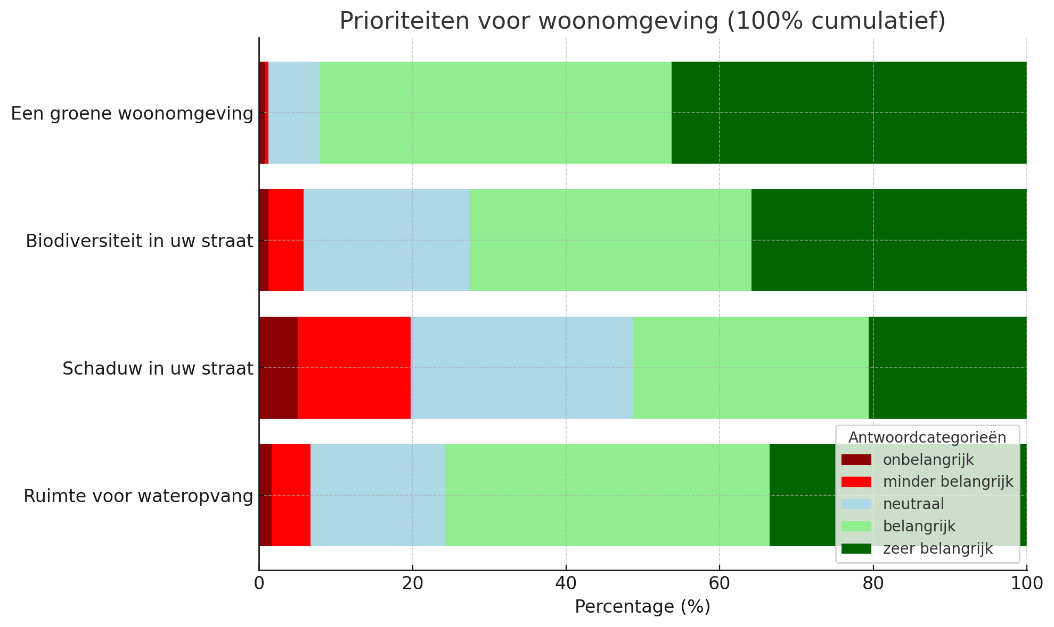 Prioriteiten voor woonomgeving (100% cumulatief)
Een groene woonomgeving
Biodiversiteit in uw straat
Schaduw in uw straat
Ruimte voor wateropvang
Antwoordcategorieën
onbelangrijk
minder belangrijk
neutraal
belangrijk
zeer belangrijk
0 20 40 60 80 100
Percentage (%)